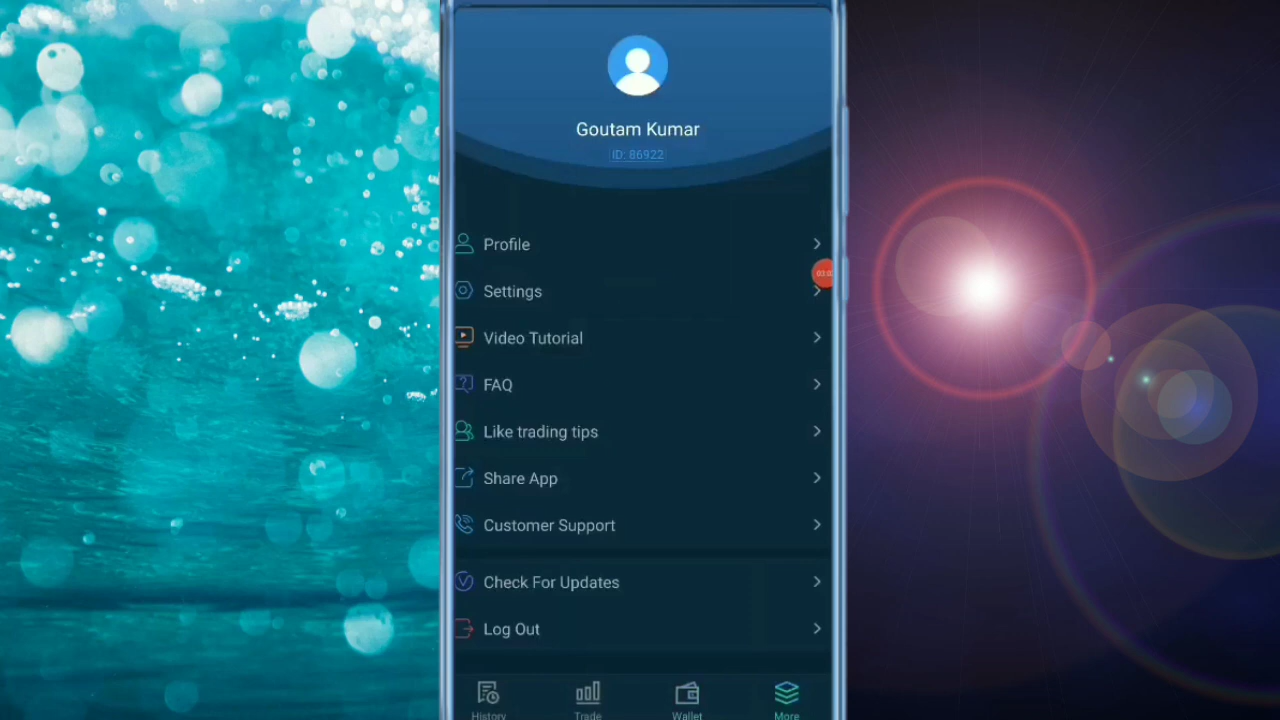 Goutam Kumar
ID: 86922
Profile
Settings
Video Tutorial
FAQ
Like trading tips
Share App
Customer Support
Check For Updates
Log Out
History
Trade
Wallet
More